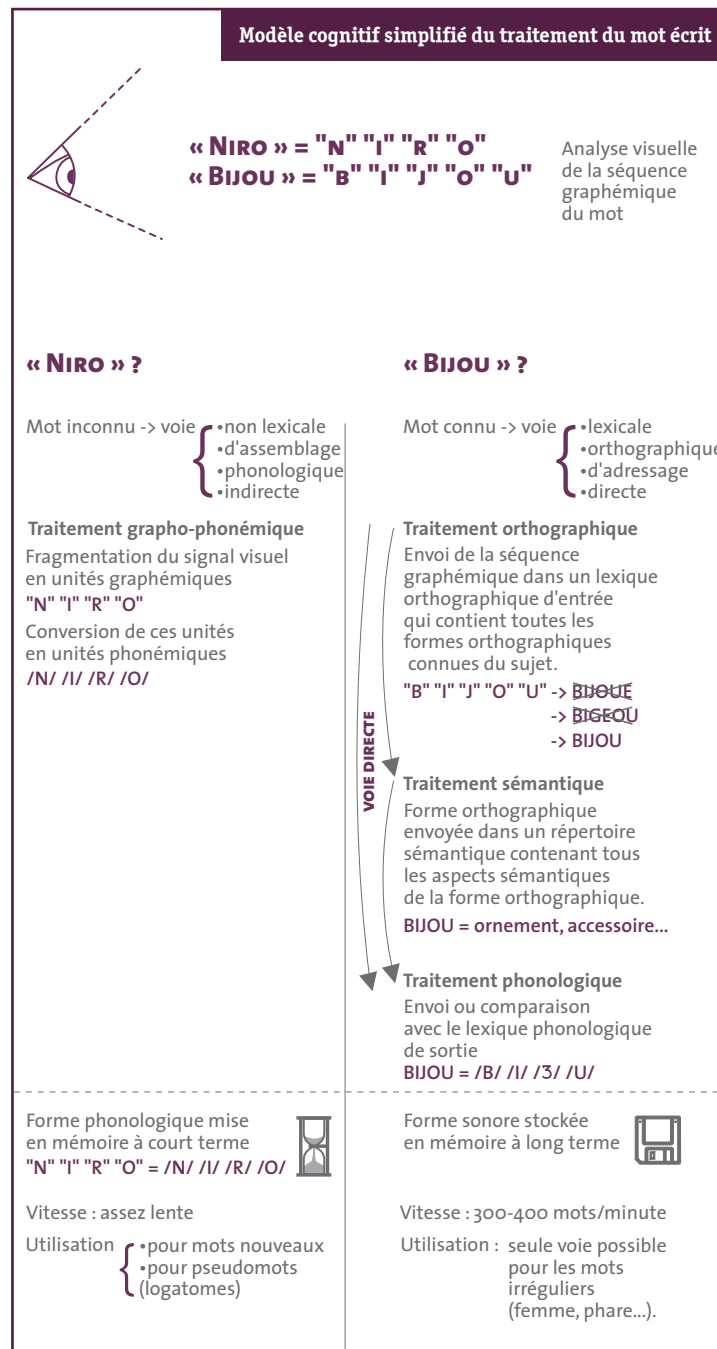 Modèle cognitif simplifié du traitement du mot écrit
« NIRO » = "N" "I" "R" "O"
« BIJOU » = "B" "I" "J" "O" "U"
Analyse visuelle
de la séquence
graphémique
du mot
« NIRO » ?
Mot inconnu -> voie
•non lexicale
•d'assemblage
•phonologique
•indirecte
Traitement grapho-phonémique
Fragmentation du signal visuel
en unités graphémiques
"N" "I" "R" "O"
Conversion de ces unités
en unités phonémiques
/N/ /I/ /R/ /O/
« BIJOU » ?
Mot connu -> voie
•lexicale
•orthographique
•d'adressage
•directe
VOIE DIRECTE
Traitement orthographique
Envoi de la séquence
graphémique dans un lexique
orthographique d'entrée
qui contient toutes les
formes orthographiques
connues du sujet.
"B" "I" "J" "O" "U" -> BIJOUE
-> BIGEOU
-> BIJOU
Traitement sémantique
Forme orthographique
envoyée dans un répertoire
sémantique contenant tous
les aspects sémantiques
de la forme orthographique.
BIJOU = ornement, accessoire...
Traitement phonologique
Envoi ou comparaison
avec le lexique phonologique
de sortie
BIJOU = /B/ /I/ /3/ /U/
Forme phonologique mise
en mémoire à court terme
"N" "I" "R" "O" = /N/ /I/ /R/ /O/
Vitesse : assez lente
Utilisation
•pour mots nouveaux
•pour pseudomots
(logatomes)
Forme sonore stockée
en mémoire à long terme
Vitesse : 300-400 mots/minute
Utilisation : seule voie possible
pour les mots
irréguliers
(femme, phare...).